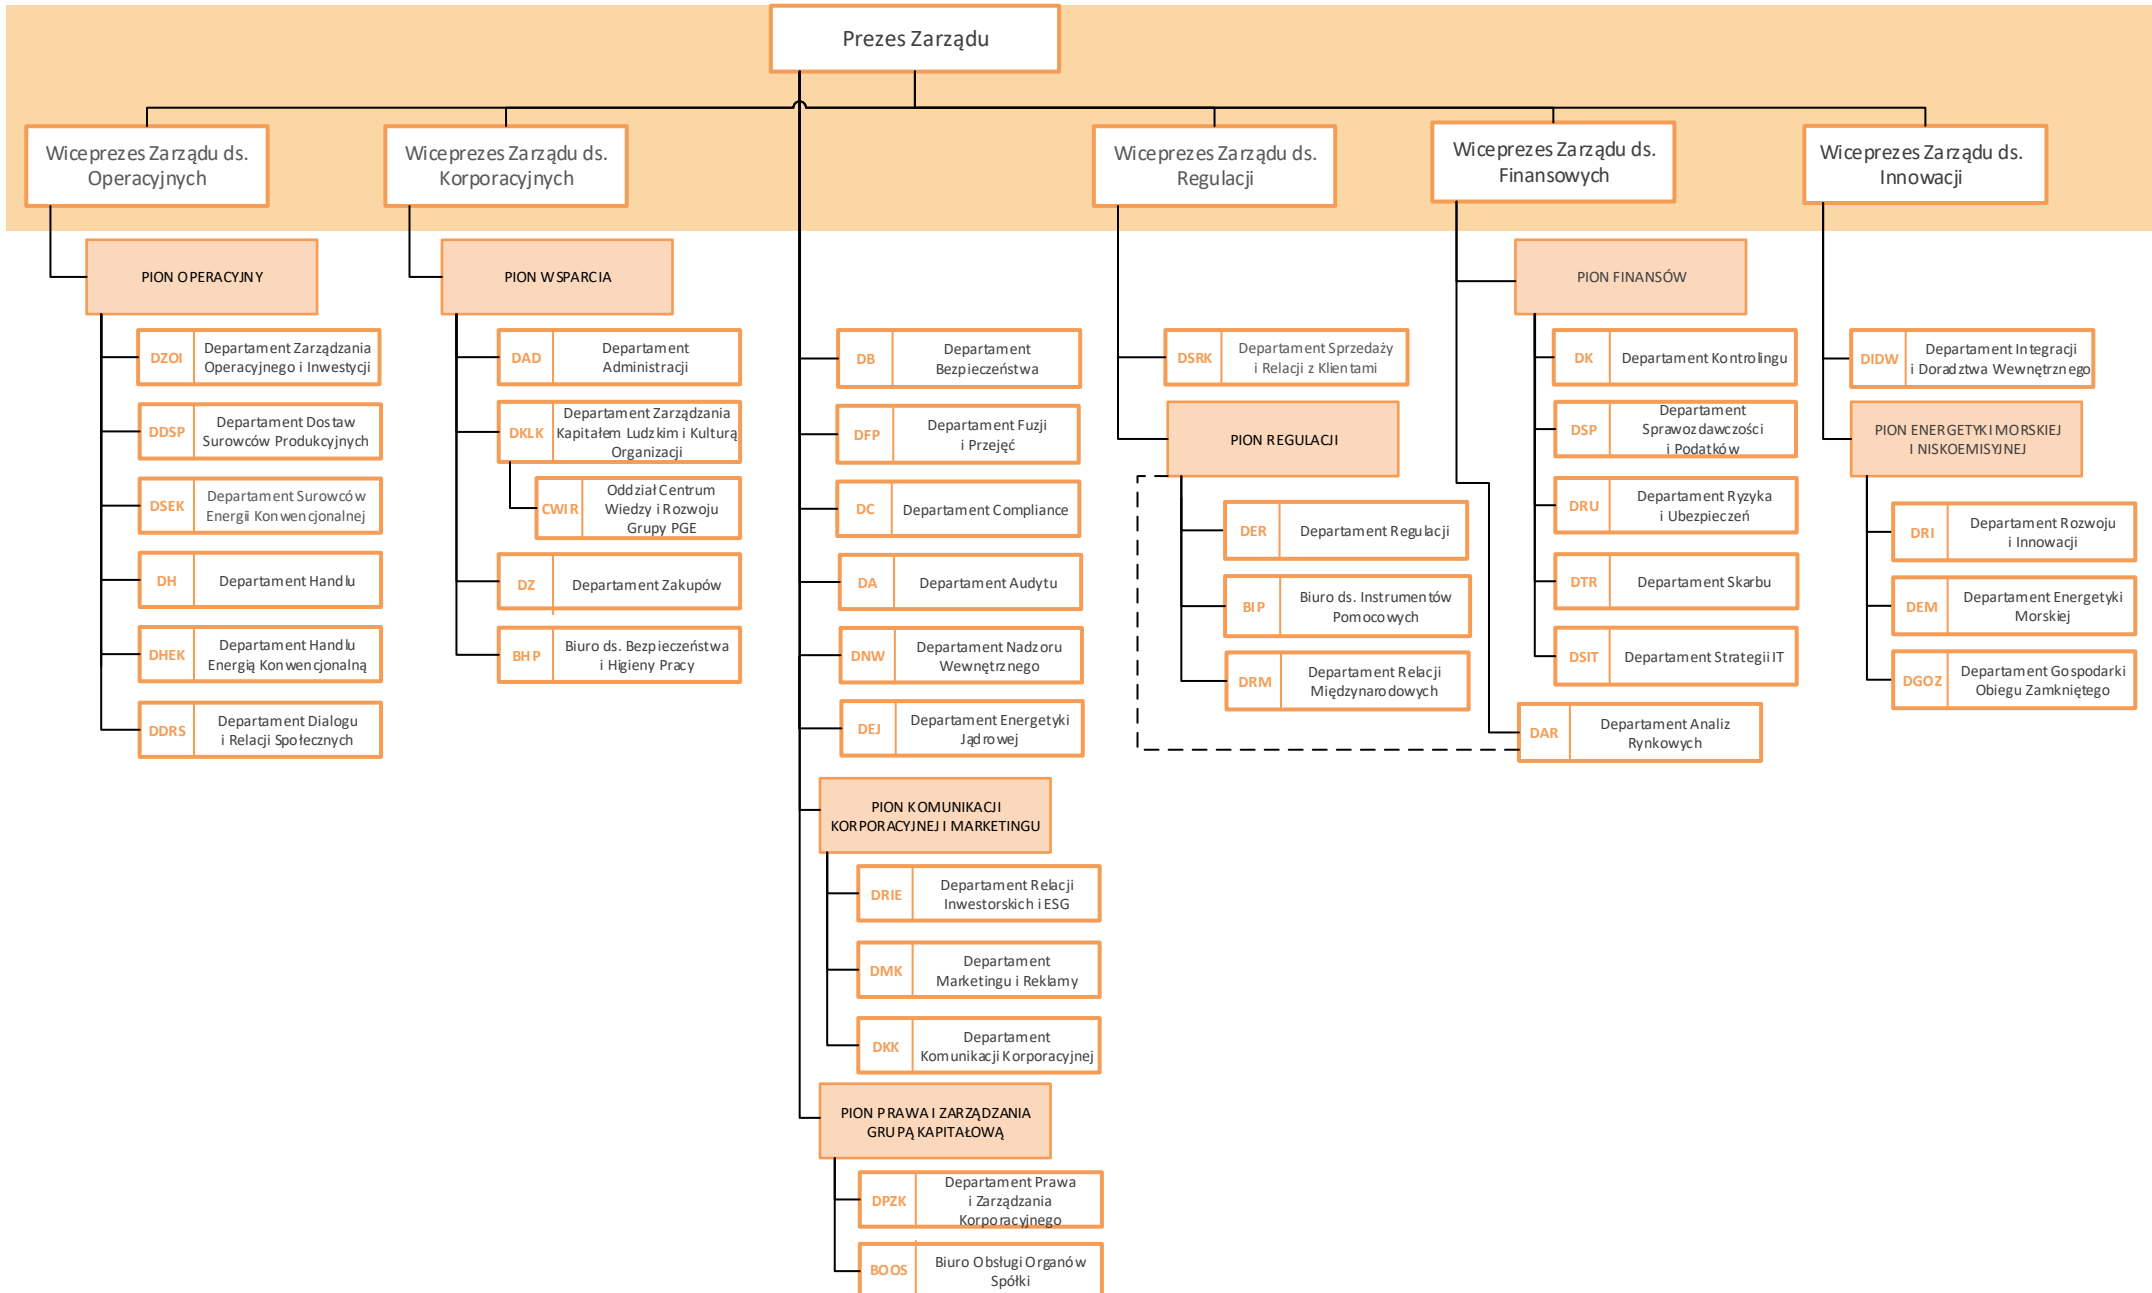 Prezes Zarządu
Wiceprezes Zarządu ds.
Operacyjnych
Wiceprezes Zarządu ds.
Korporacyjnych
Wiceprezes Zarządu ds.
Regulacji
Wiceprezes Zarządu ds.
Finansowych
Wiceprezes Zarządu ds.
Innowacji
PION OPERACYJNY
DZOI
Departament Zarządzania
Operacyjnego i Inwestycji
DDSP
Departament Dostaw
Surowców Produkcyjnych
DSEK
Departament Surowców
Energii Konwencjonalnej
DH
Departament Handlu
DHEK
Departament Handlu
Energią Konwencjonalną
DDRS
Departament Dialogu
i Relacji Społecznych
PION WSPARCIA
DAD
Departament
Administracji
DKLK
Departament Zarządzania
Kapitałem Ludzkim i Kulturą
Organizacji
CWIR
Oddział Centrum
Wiedzy i Rozwoju
Grupy PGE
DZ
Departament Zakupów
BHP
Biuro ds. Bezpieczeństwa
i Higieny Pracy
DB
Departament
Bezpieczeństwa
DFP
Departament Fuzji
i Przejęć
DC
Departament Compliance
DA
Departament Audytu
DNW
Departament Nadzoru
Wewnętrznego
DEJ
Departament Energetyki
Jądrowej
PION KOMUNIKACJI
KORPORACYJNEJ I MARKETINGU
DRIE
Departament Relacji
Inwestorskich i ESG
DMK
Departament
Marketingu i Reklamy
DKK
Departament
Komunikacji Korporacyjnej
PION PRAWA I ZARZĄDZANIA
GRUPĄ KAPITAŁOWĄ
DPZK
Departament Prawa
i Zarządzania
Korporacyjnego
BOOS
Biuro Obsługi Organów
Spółki
DSRK
Departament Sprzedaży
i Relacji z Klientami
PION REGULACJI
DER
Departament Regulacji
BIP
Biuro ds. Instrumentów
Pomocowych
DRM
Departament Relacji
Międzynarodowych
PION FINANSÓW
DK
Departament Kontrolingu
DSP
Departament
Sprawozdawczości
i Podatków
DRU
Departament Ryzyka
i Ubezpieczeń
DTR
Departament Skarbu
DSIT
Departament Strategii IT
DAR
Departament Analiz
Rynkowych
DIDW
Departament Integracji
i Doradztwa Wewnętrznego
PION ENERGETYKI MORSKIEJ
I NISKOEMISYJNEJ
DRI
Departament Rozwoju
i Innowacji
DEM
Departament Energetyki
Morskiej
DGOZ
Departament Gospodarki
Obiegu Zamkniętego